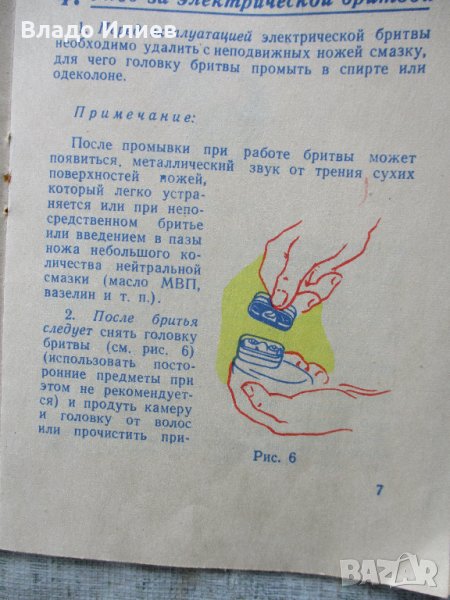 Владо Илиев
за электрической бритвой
1. Перед эксплуатацией электрической бритвы
необходимо удалить с неподвижных ножей смазку,
для чего головку бритвы промыть в спирте или
одеколоне.
Примечание:
После промывки при работе бритвы может
появиться металлический звук от трения сухих
поверхностей ножей,
который легко устра-
няется или при непо-
средственном бритье
или введением в пазы
ножа небольшого ко-
личества нейтральной
смазки (масло МВП,
вазелин и т. п.).
2. После бритья
следует снять головку
бритвы (см. рис. 6)
(использовать посто-
ронние предметы при
этом не рекомендует-
ся) и продуть камеру
и головку от волос
или прочистить при-
Рис. 6
7
BAZAR